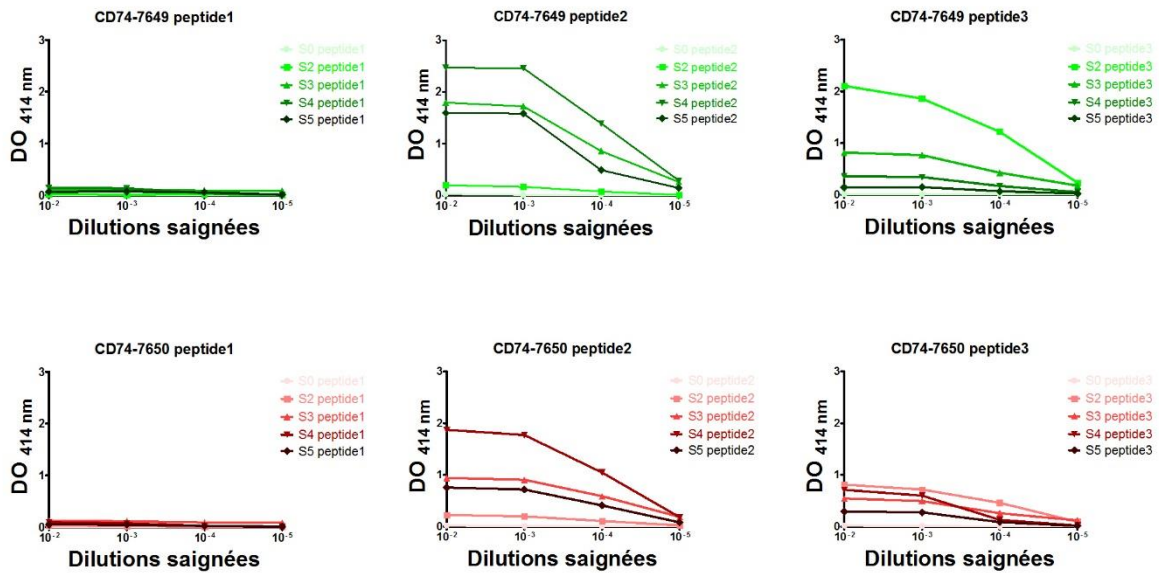 CD74-7649 peptide1
3
2
1
0
DO 414 nm
S0 peptide1
S2 peptide1
S3 peptide1
S4 peptide1
S5 peptide1
10-2
10-3
10-4
10-5
Dilutions saignées
CD74-7649 peptide2
3
2
1
0
DO 414 nm
S0 peptide2
S2 peptide2
S3 peptide2
S4 peptide2
S5 peptide2
10-2
10-3
10-4
10-5
Dilutions saignées
CD74-7649 peptide3
3
2
1
0
DO 414 nm
S0 peptide3
S2 peptide3
S3 peptide3
S4 peptide3
S5 peptide3
10-2
10-3
10-4
10-5
Dilutions saignées
CD74-7650 peptide1
3
2
1
0
DO 414 nm
S0 peptide1
S2 peptide1
S3 peptide1
S4 peptide1
S5 peptide1
10-2
10-3
10-4
10-5
Dilutions saignées
CD74-7650 peptide2
3
2
1
0
DO 414 nm
S0 peptide2
S2 peptide2
S3 peptide2
S4 peptide2
S5 peptide2
10-2
10-3
10-4
10-5
Dilutions saignées
CD74-7650 peptide3
3
2
1
0
DO 414 nm
S0 peptide3
S2 peptide3
S3 peptide3
S4 peptide3
S5 peptide3
10-2
10-3
10-4
10-5
Dilutions saignées